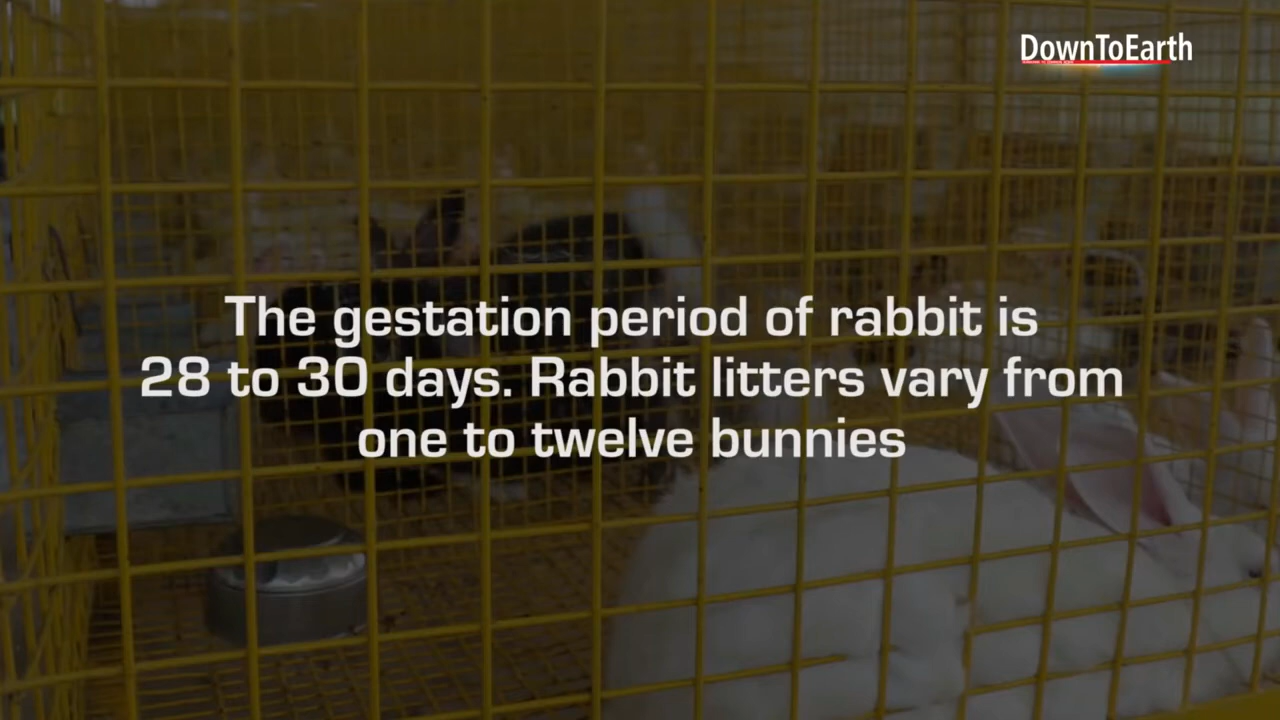 DownToEarth
The gestation period of rabbit is
28 to 30 days. Rabbit litters vary from
one to twelve bunnies